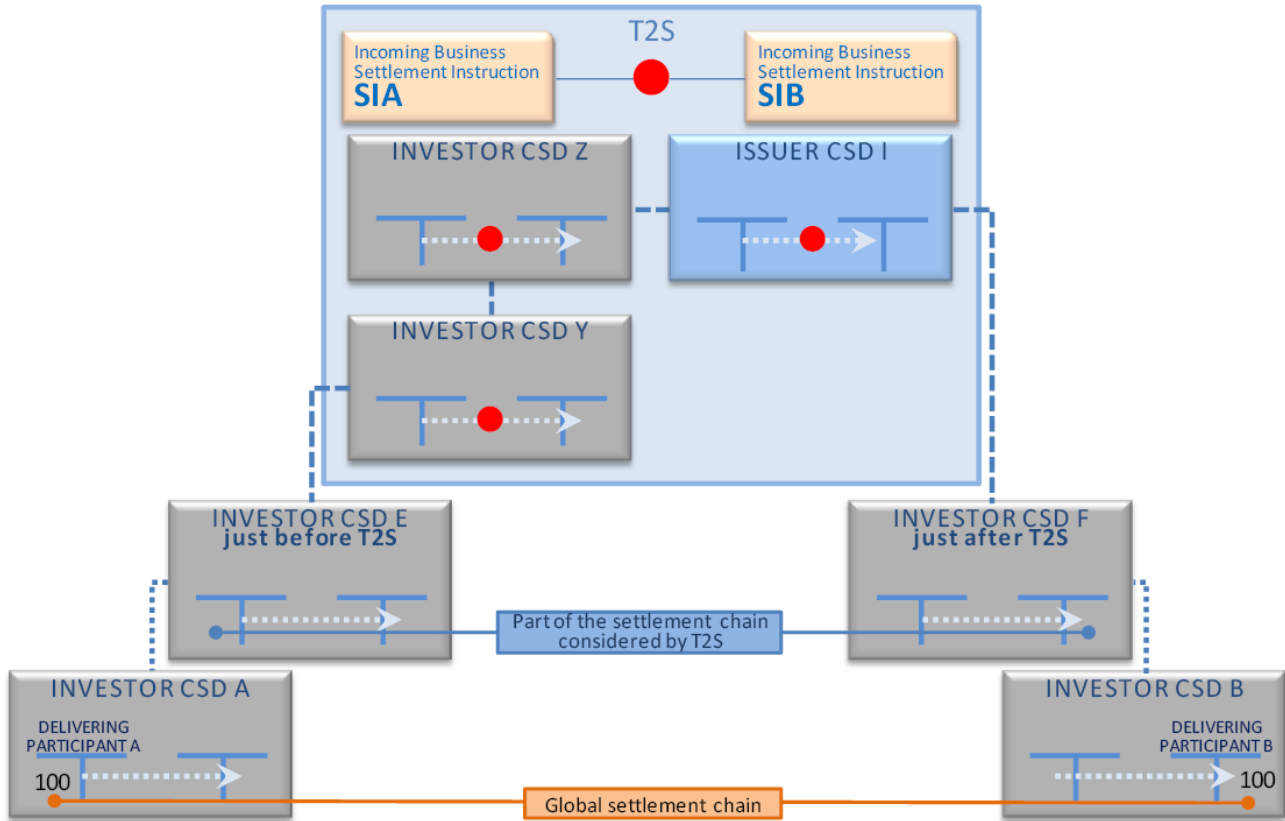 T2S
Incoming Business
Settlement Instruction
SIA
Incoming Business
Settlement Instruction
SIB
INVESTOR CSD Z
ISSUER CSD I
INVESTOR CSD Y
INVESTOR CSD E
just before T2S
INVESTOR CSD F
just after T2S
Part of the settlement chain
considered by T2S
INVESTOR CSD A
DELIVERING
PARTICIPANT A
100
INVESTOR CSD B
DELIVERING
PARTICIPANT B
100
Global settlement chain